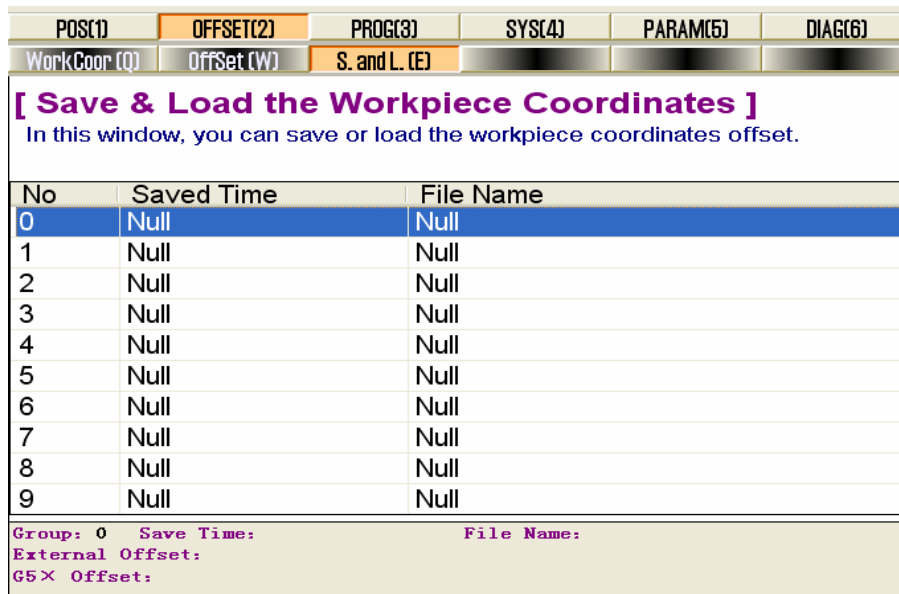 POS(1) OFFSET(2) PROG(3) SYS(4) PARAM(5) DIAG(6)
WorkCoor (Q) OffSet (W) S. and L. (E)
[ Save & Load the Workpiece Coordinates ]
In this window, you can save or load the workpiece coordinates offset.
No Saved Time File Name
0 Null Null
1 Null Null
2 Null Null
3 Null Null
4 Null Null
5 Null Null
6 Null Null
7 Null Null
8 Null Null
9 Null Null
Group: 0 Save Time: File Name:
External Offset:
G5× Offset: